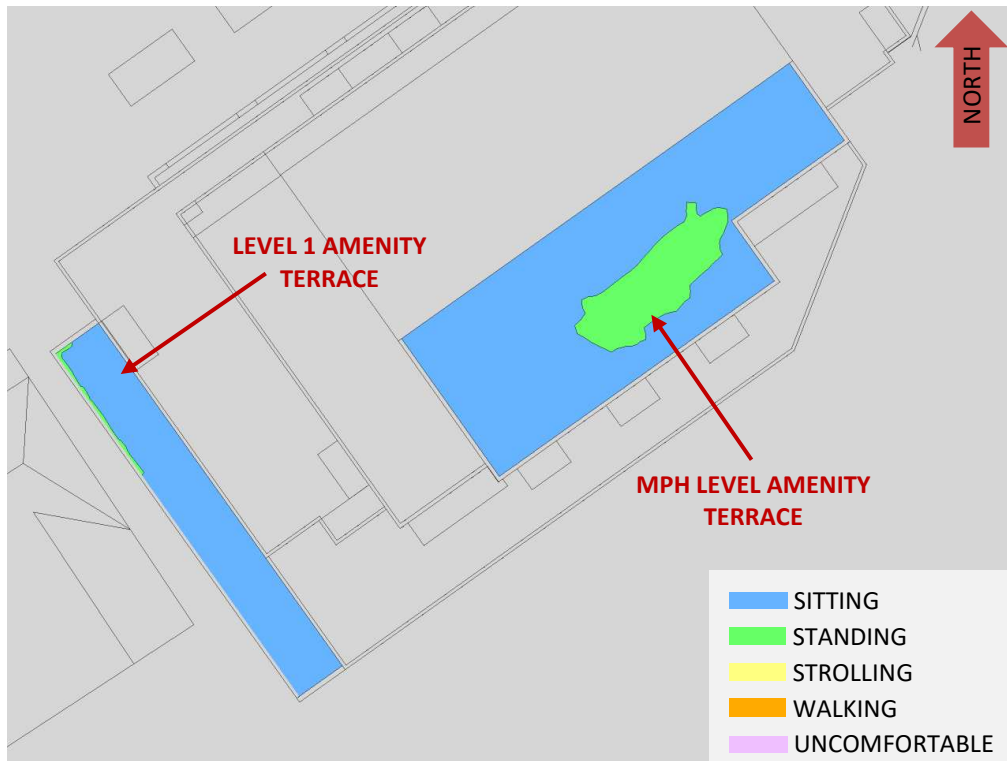 NORTH
LEVEL 1 AMENITY
TERRACE
MPH LEVEL AMENITY
TERRACE
SITTING
STANDING
STROLLING
WALKING
UNCOMFORTABLE